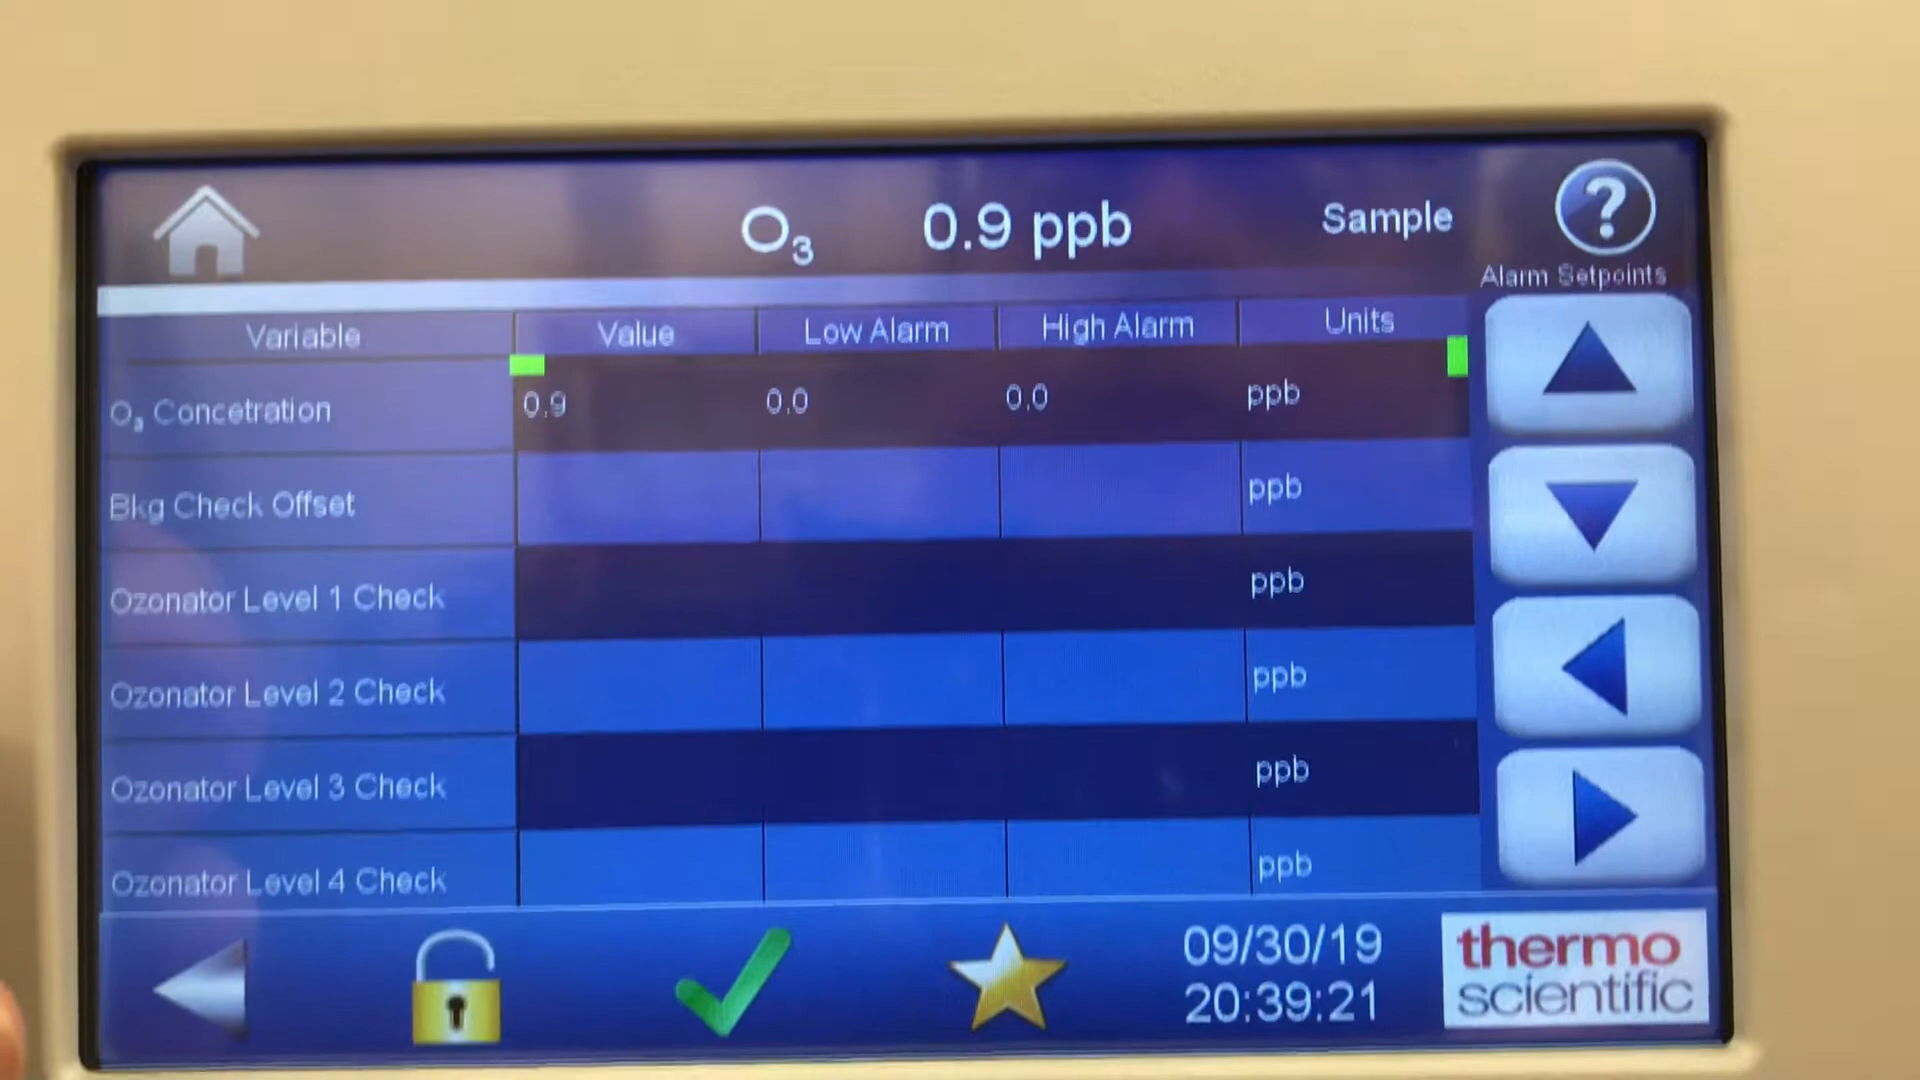 O₃ 0.9 ppb Sample ?
Alarm Setpoints
Variable Value Low Alarm High Alarm Units
O₃ Concetration 0.9 0.0 0.0 ppb
Bkg Check Offset ppb
Ozonator Level 1 Check ppb
Ozonator Level 2 Check ppb
Ozonator Level 3 Check ppb
Ozonator Level 4 Check ppb
09/30/19
20:39:21
thermo
scientific